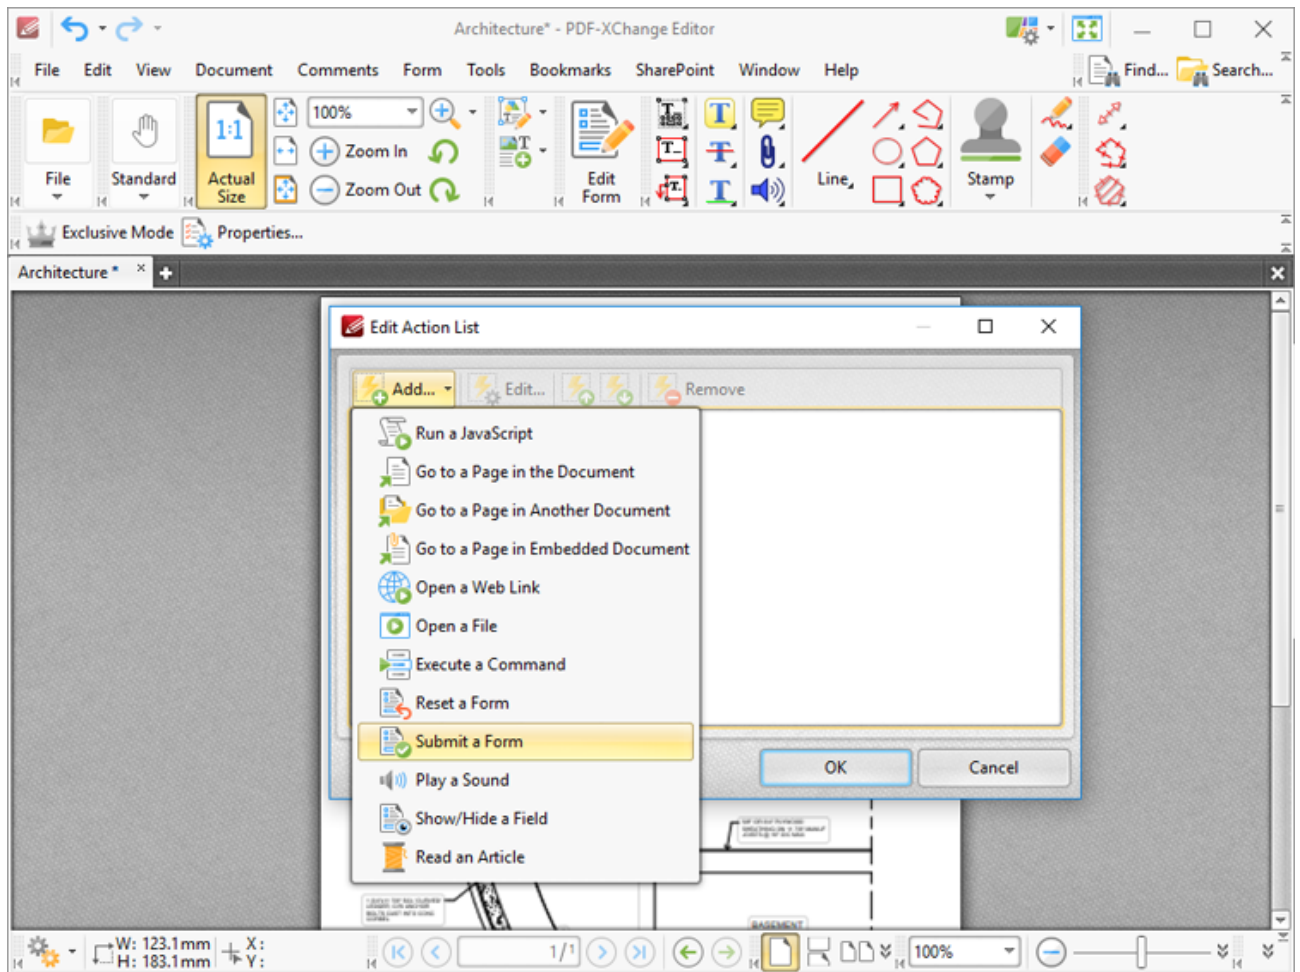 Architecture* - PDF-XChange Editor
File Edit View Document Comments Form Tools Bookmarks SharePoint Window Help Find... Search...
File
Standard
1:1
Actual
Size
100%
Zoom In
Zoom Out
Edit
Form
Line
Stamp
Exclusive Mode Properties...
Architecture *
Edit Action List
Add... Edit... Remove
Run a JavaScript
Go to a Page in the Document
Go to a Page in Another Document
Go to a Page in Embedded Document
Open a Web Link
Open a File
Execute a Command
Reset a Form
Submit a Form
Play a Sound
Show/Hide a Field
Read an Article
OK Cancel
BASEMENT
W: 123.1mm X:
H: 183.1mm Y:
1/1
100%